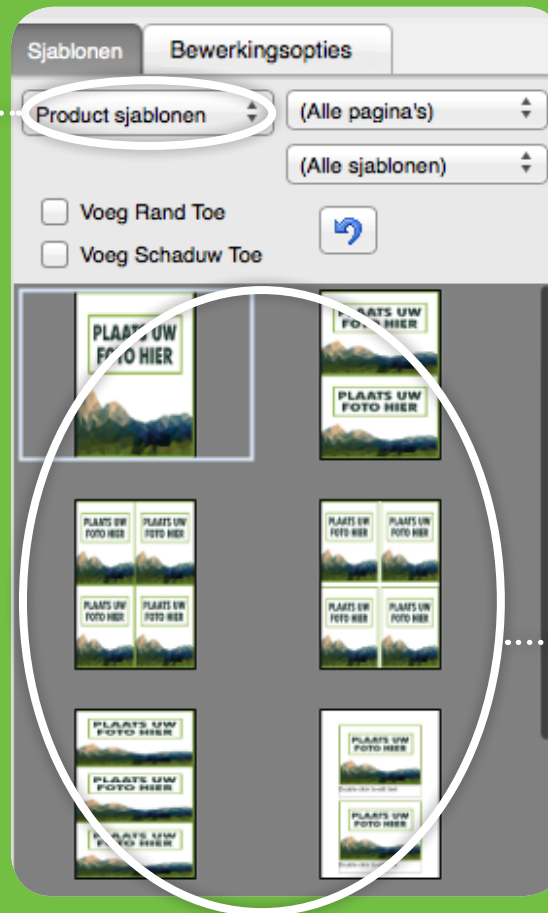 Sjablonen Bewerkingsopties
Product sjablonen (Alle pagina's)
(Alle sjablonen)
Voeg Rand Toe
Voeg Schaduw Toe
PLAATS UW
FOTO HIER
PLAATS UW
FOTO HIER
PLAATS UW
FOTO HIER
PLAATS UW PLAATS UW
FOTO HIER FOTO HIER
PLAATS UW PLAATS UW
FOTO HIER FOTO HIER
PLAATS UW PLAATS UW
FOTO HIER FOTO HIER
PLAATS UW PLAATS UW
FOTO HIER FOTO HIER
PLAATS UW
FOTO HIER
PLAATS UW
FOTO HIER
PLAATS UW
FOTO HIER
PLAATS UW
FOTO HIER
PLAATS UW
FOTO HIER